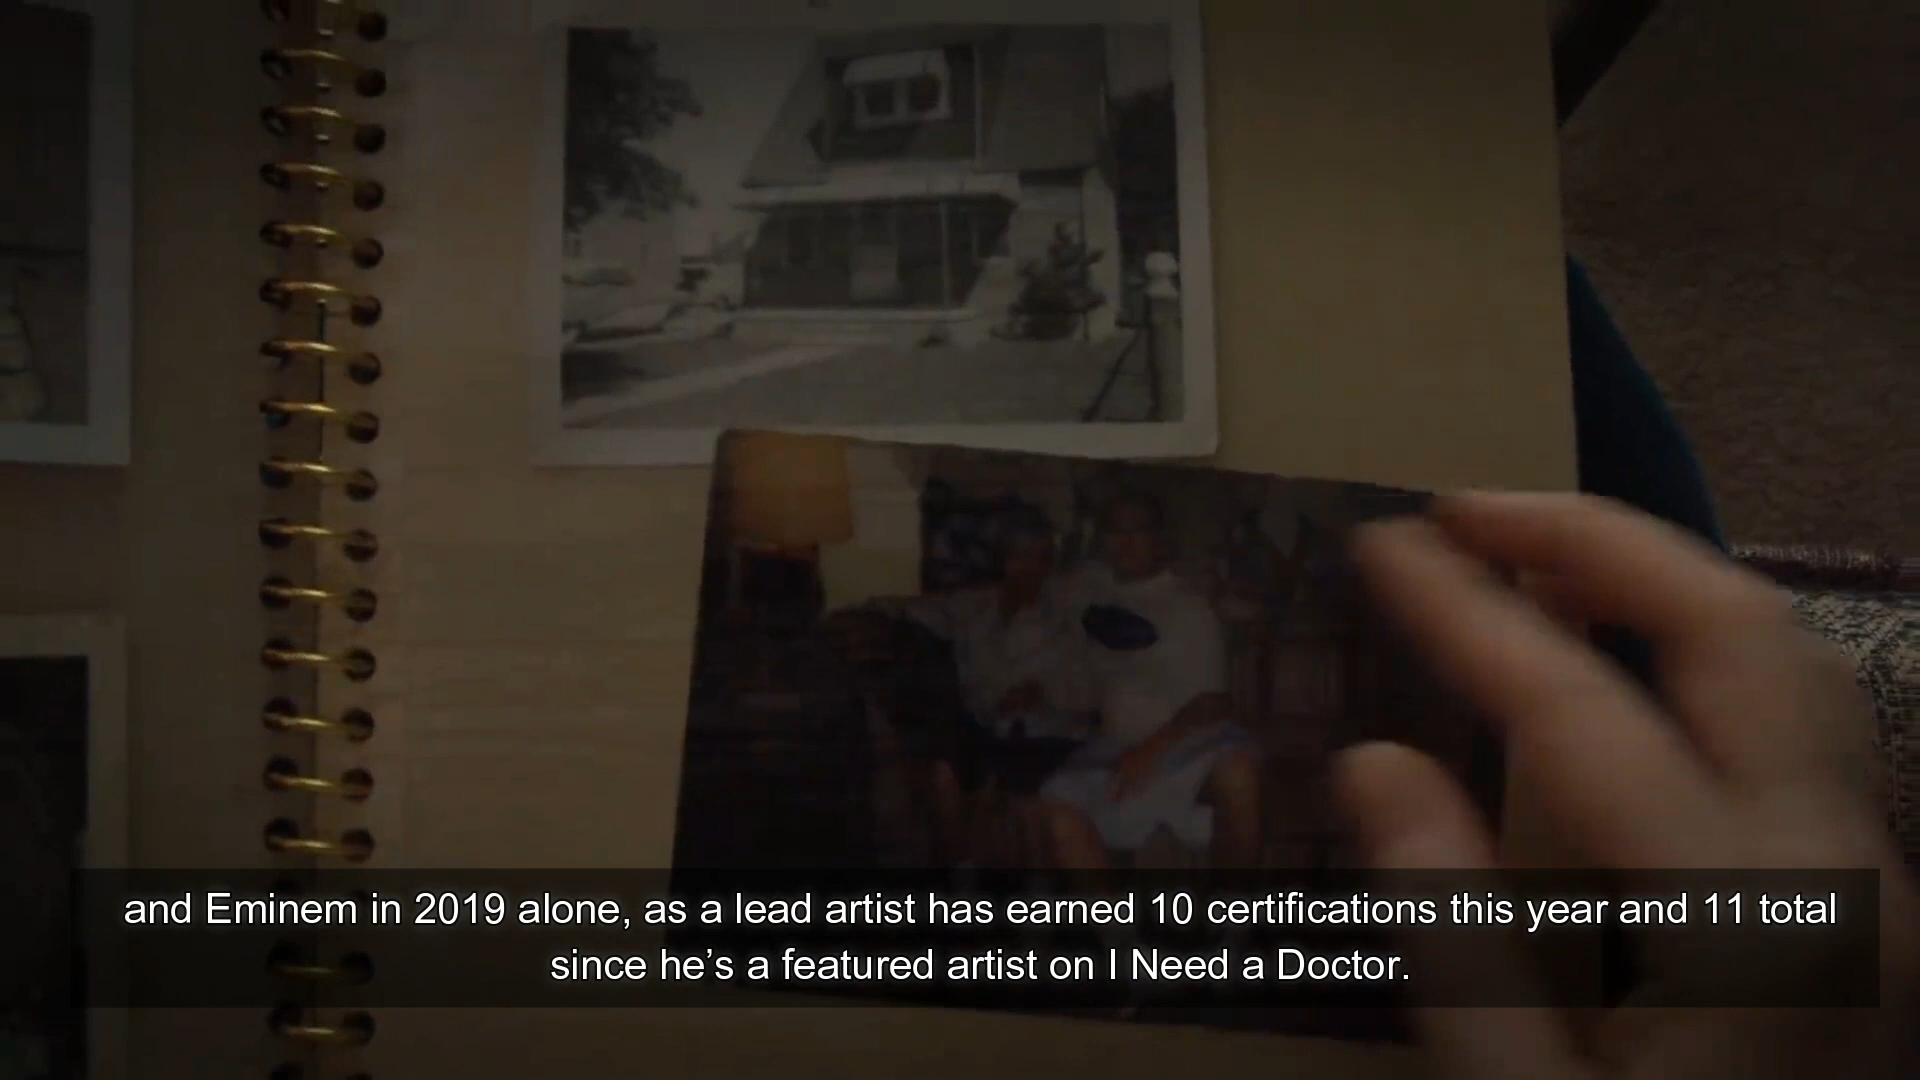 and Eminem in 2019 alone, as a lead artist has earned 10 certifications this year and 11 total
since he’s a featured artist on I Need a Doctor.